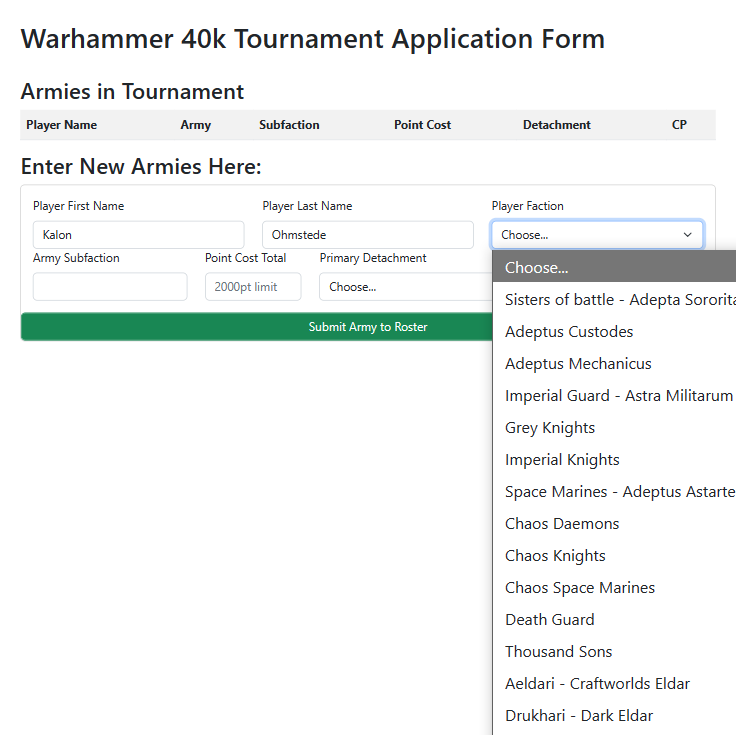 Warhammer 40k Tournament Application Form
Armies in Tournament
Player Name Army Subfaction Point Cost Detachment CP
Enter New Armies Here:
Player First Name Player Last Name Player Faction
Kalon Ohmstede Choose...
Army Subfaction Point Cost Total Primary Detachment
2000pt limit Choose...
Submit Army to Roster
Choose...
Sisters of battle - Adepta Sororita
Adeptus Custodes
Adeptus Mechanicus
Imperial Guard - Astra Militarum
Grey Knights
Imperial Knights
Space Marines - Adeptus Astarte
Chaos Daemons
Chaos Knights
Chaos Space Marines
Death Guard
Thousand Sons
Aeldari - Craftworlds Eldar
Drukhari - Dark Eldar